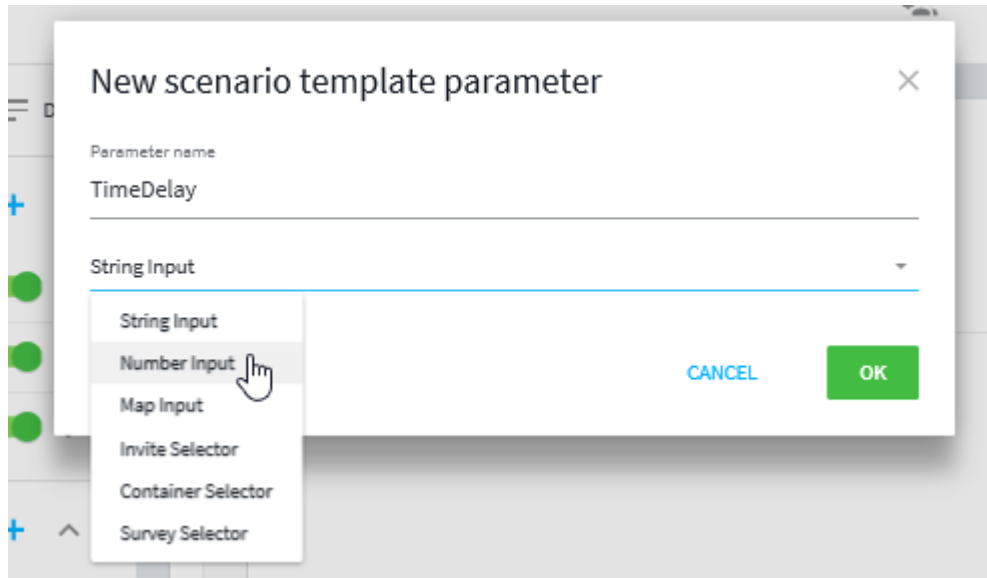 New scenario template parameter
Parameter name
TimeDelay
String Input
String Input
Number Input
Map Input
Invite Selector
Container Selector
Survey Selector
CANCEL
OK